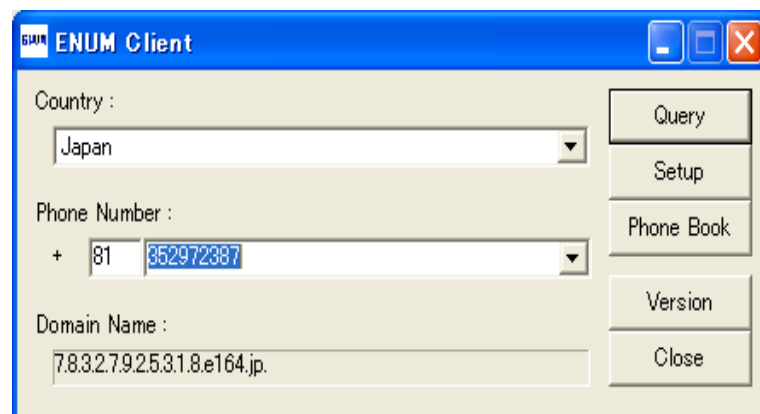 ENUM ENUM Client
Country :
Japan
Phone Number :
+ 81 352972387
Domain Name :
7.8.3.2.7.9.2.5.3.1.8.e164.jp.
Query
Setup
Phone Book
Version
Close